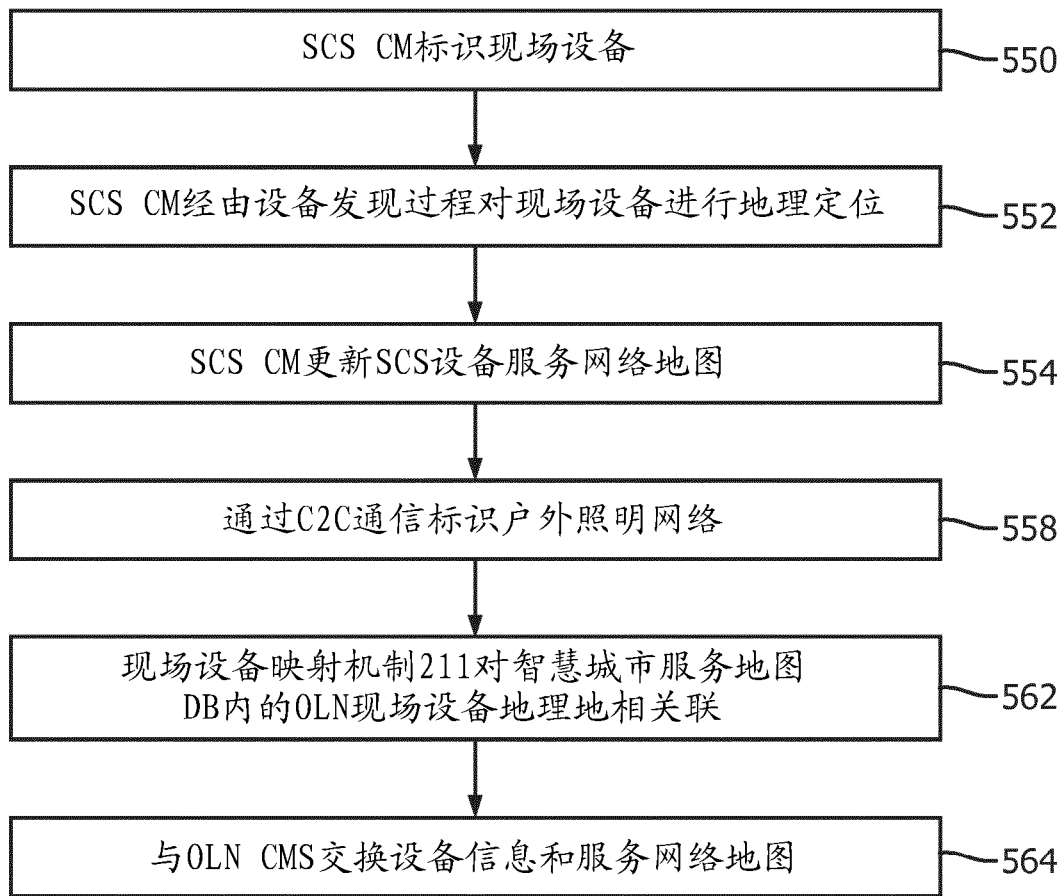 SCS CM标识现场设备
550
SCS CM经由设备发现过程对现场设备进行地理定位
552
SCS CM更新SCS设备服务网络地图
554
通过C2C通信标识户外照明网络
558
现场设备映射机制211对智慧城市服务地图
DB内的OLN现场设备地理地相关联
562
与OLN CMS交换设备信息和服务网络地图
564